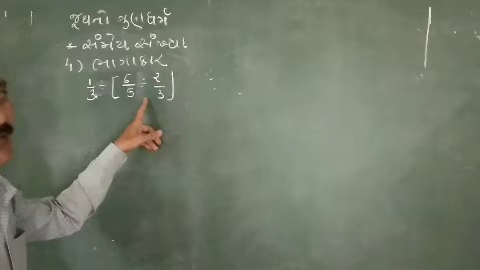 જૂથનો ગુણધર્મ
* સંમેય સંખ્યા
4) ભાગાકાર
1/3 ÷ [ 6/5 ÷ 2/3 ]